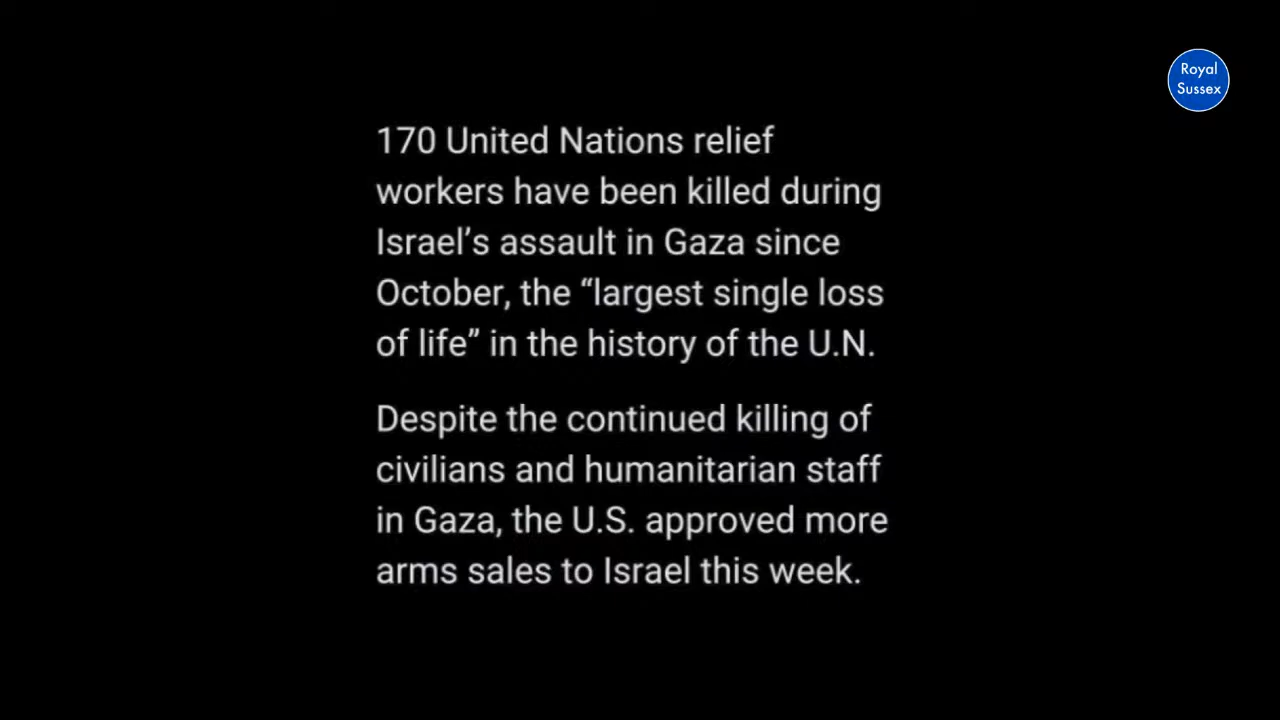 Royal
Sussex
170 United Nations relief
workers have been killed during
Israel’s assault in Gaza since
October, the “largest single loss
of life” in the history of the U.N.
Despite the continued killing of
civilians and humanitarian staff
in Gaza, the U.S. approved more
arms sales to Israel this week.